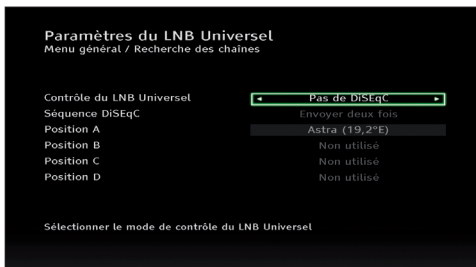 Paramètres du LNB Universel
Menu général / Recherche des chaînes
Contrôle du LNB Universel ◂ Pas de DiSEqC ▸
Séquence DiSEqC Envoyer deux fois
Position A Astra (19,2ºE)
Position B Non utilisé
Position C Non utilisé
Position D Non utilisé
Sélectionner le mode de contrôle du LNB Universel